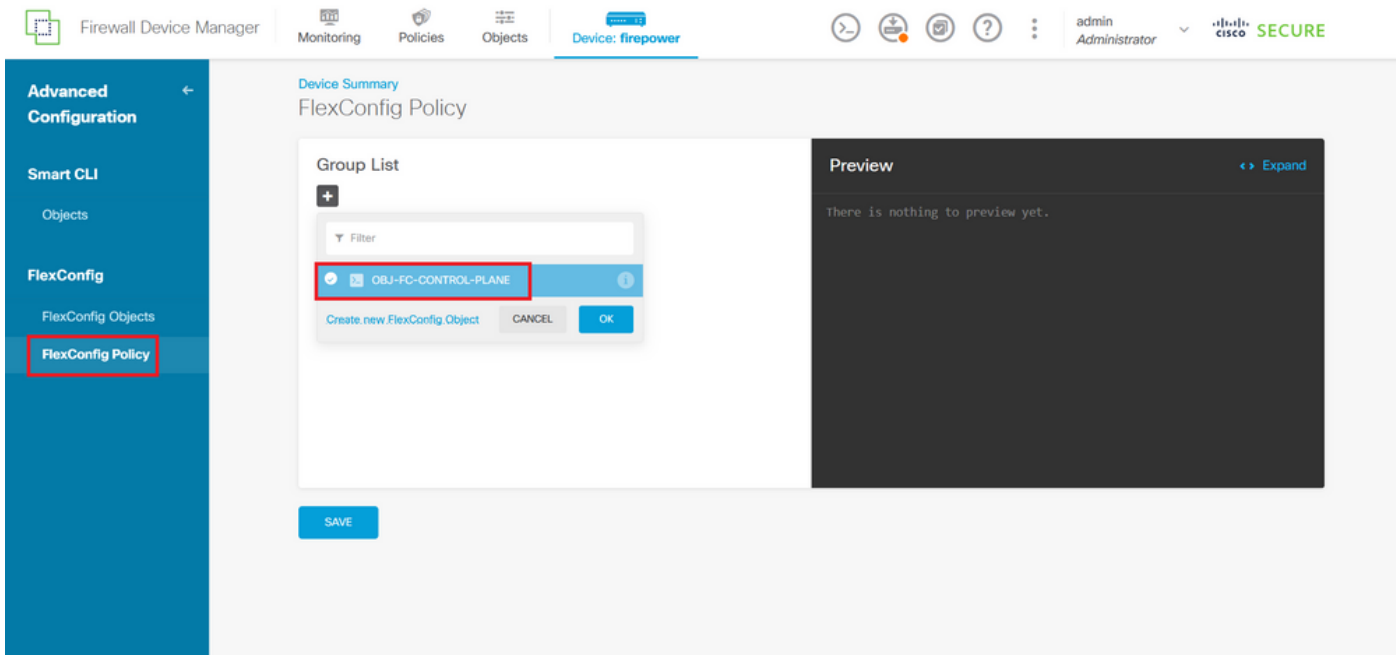 Firewall Device Manager
Monitoring
Policies
Objects
Device: firepower
admin
Administrator
cisco SECURE
Advanced
Configuration
Smart CLI
Objects
FlexConfig
FlexConfig Objects
FlexConfig Policy
Device Summary
FlexConfig Policy
Group List
Filter
OBJ-FC-CONTROL-PLANE
Create new FlexConfig Object
CANCEL
OK
Preview
Expand
There is nothing to preview yet.
SAVE